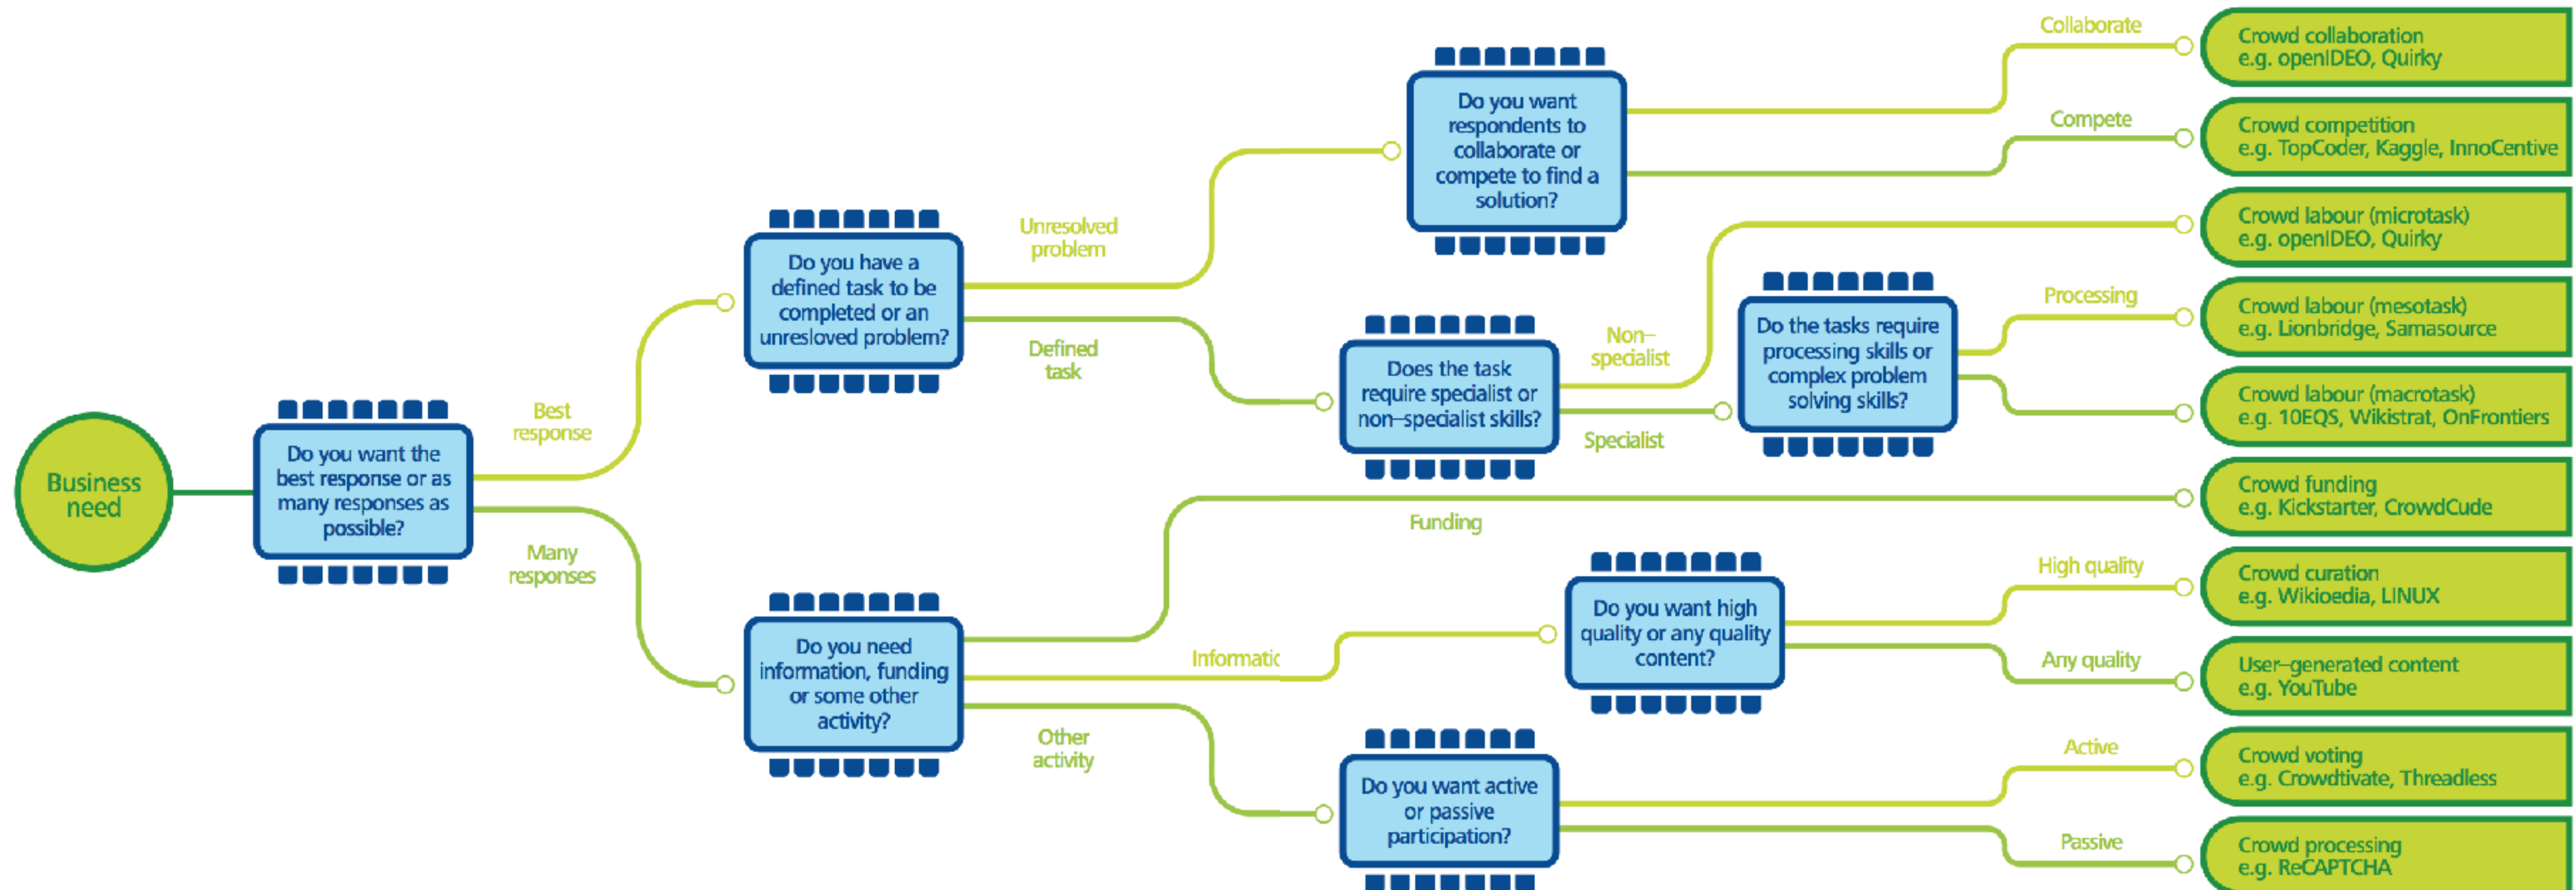 Business
need
Do you want the
best response or as
many responses as
possible?
Best
response
Many
responses
Do you have a
defined task to be
completed or an
unresloved problem?
Unresolved
problem
Defined
task
Do you need
information, funding
or some other
activity?
Funding
Informatic
Other
activity
Do you want
respondents to
collaborate or
compete to find a
solution?
Collaborate
Compete
Does the task
require specialist or
non-specialist skills?
Non-
specialist
Specialist
Do the tasks require
processing skills or
complex problem
solving skills?
Processing
Do you want high
quality or any quality
content?
High quality
Any quality
Do you want active
or passive
participation?
Active
Passive
Crowd collaboration
e.g. openIDEO, Quirky
Crowd competition
e.g. TopCoder, Kaggle, InnoCentive
Crowd labour (microtask)
e.g. openIDEO, Quirky
Crowd labour (mesotask)
e.g. Lionbridge, Samasource
Crowd labour (macrotask)
e.g. 10EQS, Wikistrat, OnFrontiers
Crowd funding
e.g. Kickstarter, CrowdCude
Crowd curation
e.g. Wikioedia, LINUX
User-generated content
e.g. YouTube
Crowd voting
e.g. Crowdtivate, Threadless
Crowd processing
e.g. ReCAPTCHA